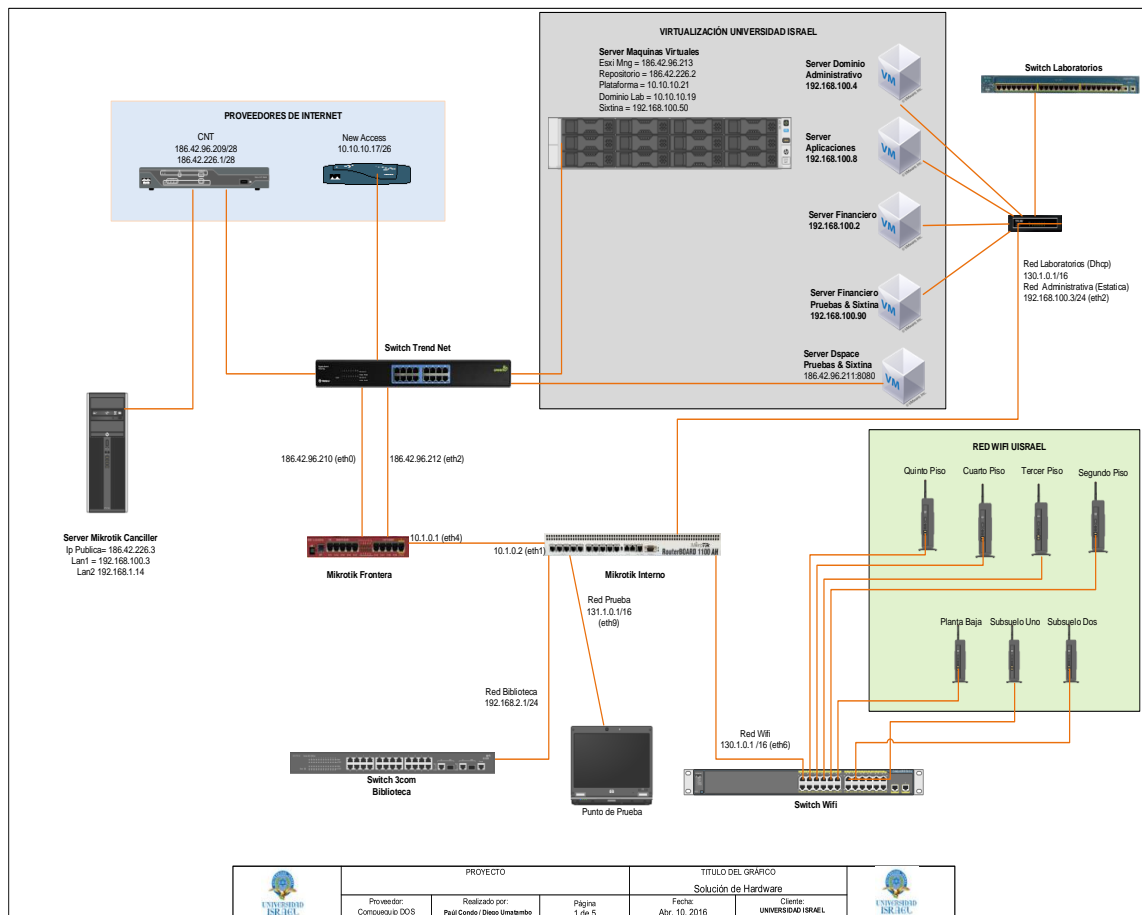 VIRTUALIZACIÓN UNIVERSIDAD ISRAEL
Server Maquinas Virtuales
Esxi Mng = 186.42.96.213
Repositorio = 186.42.226.2
Plataforma = 10.10.10.21
Dominio Lab = 10.10.10.19
Sixtina = 192.168.100.50
Server Dominio
Administrativo
192.168.100.4
VM
Server
Aplicaciones
192.168.100.8
VM
Server Financiero
192.168.100.2
VM
Server Financiero
Pruebas & Sixtina
192.168.100.90
VM
Server Dspace
Pruebas & Sixtina
186.42.96.211:8080
VM
Switch Laboratorios
Red Laboratorios (Dhcp)
130.1.0.1/16
Red Administrativa (Estatica)
192.168.100.3/24 (eth2)
PROVEEDORES DE INTERNET
CNT
186.42.96.209/28
186.42.226.1/28
New Access
10.10.10.17/26
Switch Trend Net
186.42.96.210 (eth0)
186.42.96.212 (eth2)
Server Mikrotik Canciller
Ip Publica= 186.42.226.3
Lan1 = 192.168.100.3
Lan2 192.168.1.14
10.1.0.1 (eth4)
10.1.0.2 (eth1)
Mikrotik Frontera
RouterBOARD 1100 AH
Mikrotik Interno
Red Prueba
131.1.0.1/16
(eth9)
Red Biblioteca
192.168.2.1/24
Switch 3com
Biblioteca
Punto de Prueba
RED WIFI UISRAEL
Quinto Piso
Cuarto Piso
Tercer Piso
Segundo Piso
Planta Baja
Subsuelo Uno
Subsuelo Dos
Red Wifi
130.1.0.1 /16 (eth6)
Switch Wifi
UNIVERSIDAD
ISRAEL
PROYECTO
TITULO DEL GRÁFICO
Solución de Hardware
Proveedor:
Compuequip DOS
Realizado por:
Paúl Condo / Diego Umatambo
Página
1 de 5
Fecha:
Abr. 10, 2016
Cliente:
UNIVERSIDAD ISRAEL
UNIVERSIDAD
ISRAEL